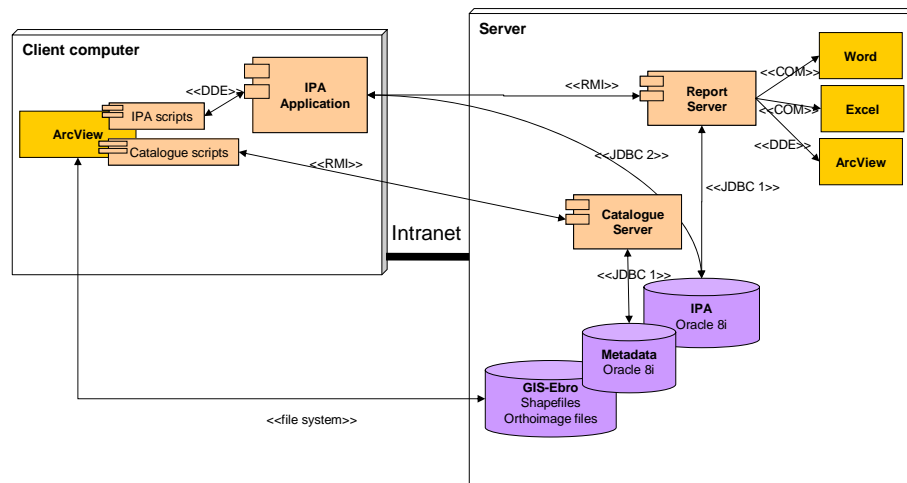 Client computer
Server
IPA
Application
<<DDE>>
IPA scripts
ArcView
Catalogue scripts
<<RMI>>
<<RMI>>
Report
Server
<<COM>>
Word
<<COM>>
Excel
<<DDE>>
ArcView
<<JDBC 2>>
<<JDBC 1>>
Catalogue
Server
Intranet
<<JDBC 1>>
IPA
Oracle 8i
Metadata
Oracle 8i
GIS-Ebro
Shapefiles
Orthoimage files
<<file system>>